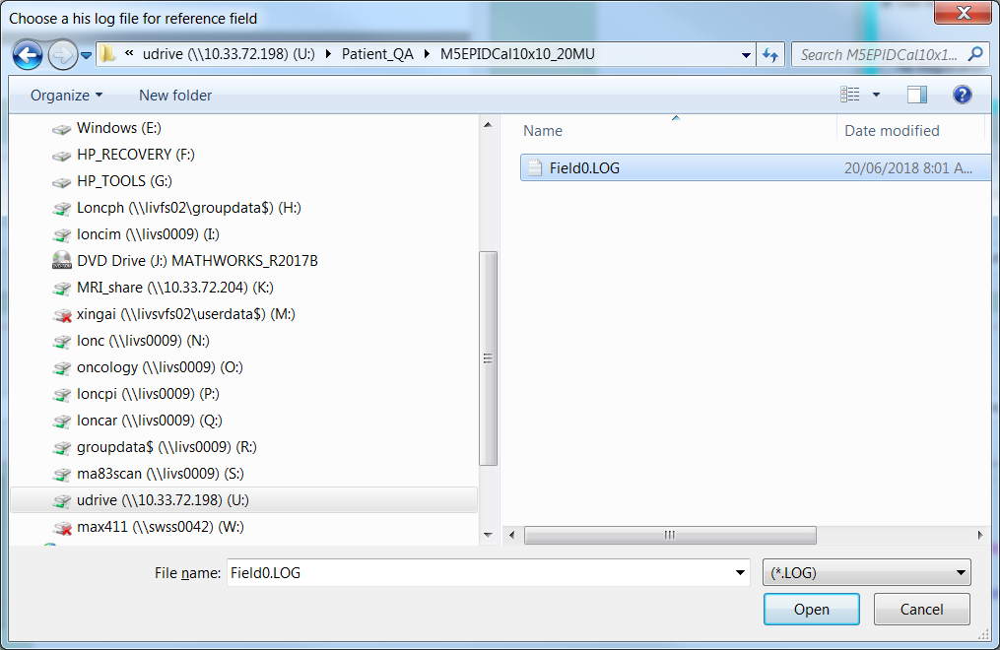 Choose a his log file for reference field
« udrive (\\10.33.72.198) (U:) Patient_QA M5EPIDCal10x10_20MU
Search M5EPIDCal10x1...
Organize New folder
Windows (E:)
HP_RECOVERY (F:)
HP_TOOLS (G:)
Loncph (\\livfs02\groupdata$) (H:)
loncim (\\livs0009) (I:)
DVD Drive (J:) MATHWORKS_R2017B
MRI_share (\\10.33.72.204) (K:)
xingai (\\livsvfs02\userdata$) (M:)
lonc (\\livs0009) (N:)
oncology (\\livs0009) (O:)
loncpi (\\livs0009) (P:)
loncar (\\livs0009) (Q:)
groupdata$ (\\livs0009) (R:)
ma83scan (\\livs0009) (S:)
udrive (\\10.33.72.198) (U:)
max411 (\\swss0042) (W:)
Name Date modified
Field0.LOG 20/06/2018 8:01 A...
File name: Field0.LOG (*.LOG)
Open Cancel